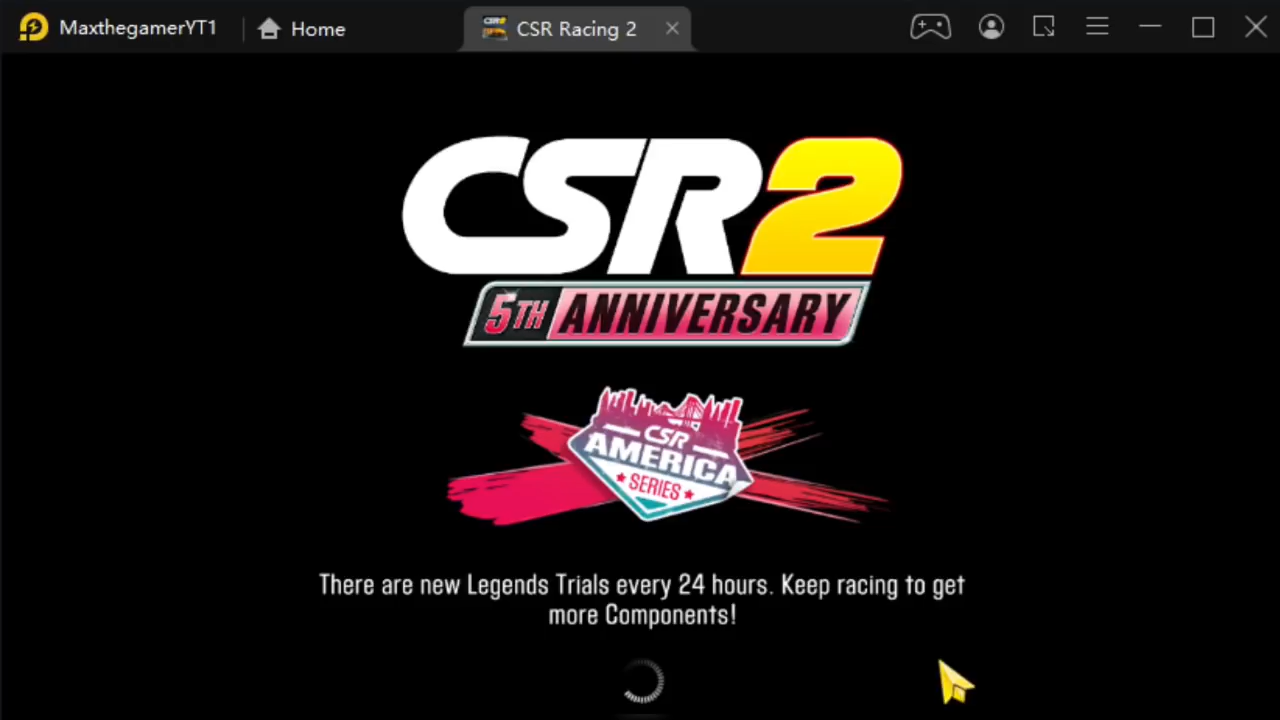 MaxthegamerYT1
Home
CSR Racing 2
CSR2
5TH ANNIVERSARY
CSR
AMERICA
SERIES
There are new Legends Trials every 24 hours. Keep racing to get
more Components!